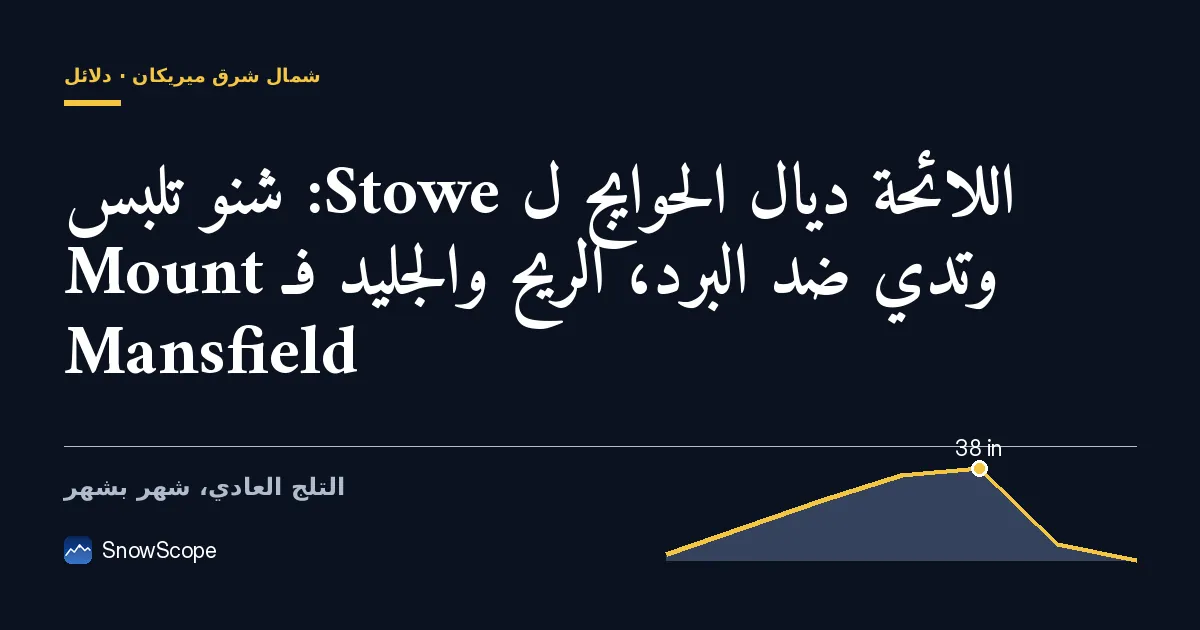 شمال شرق ميريكان · دلائل
اللائحة ديال الحوايج ل Stowe: شنو تلبس
وتدي ضد البرد، الريح والجليد فـ Mount
Mansfield
38 in
التلج العادي، شهر بشهر
SnowScope